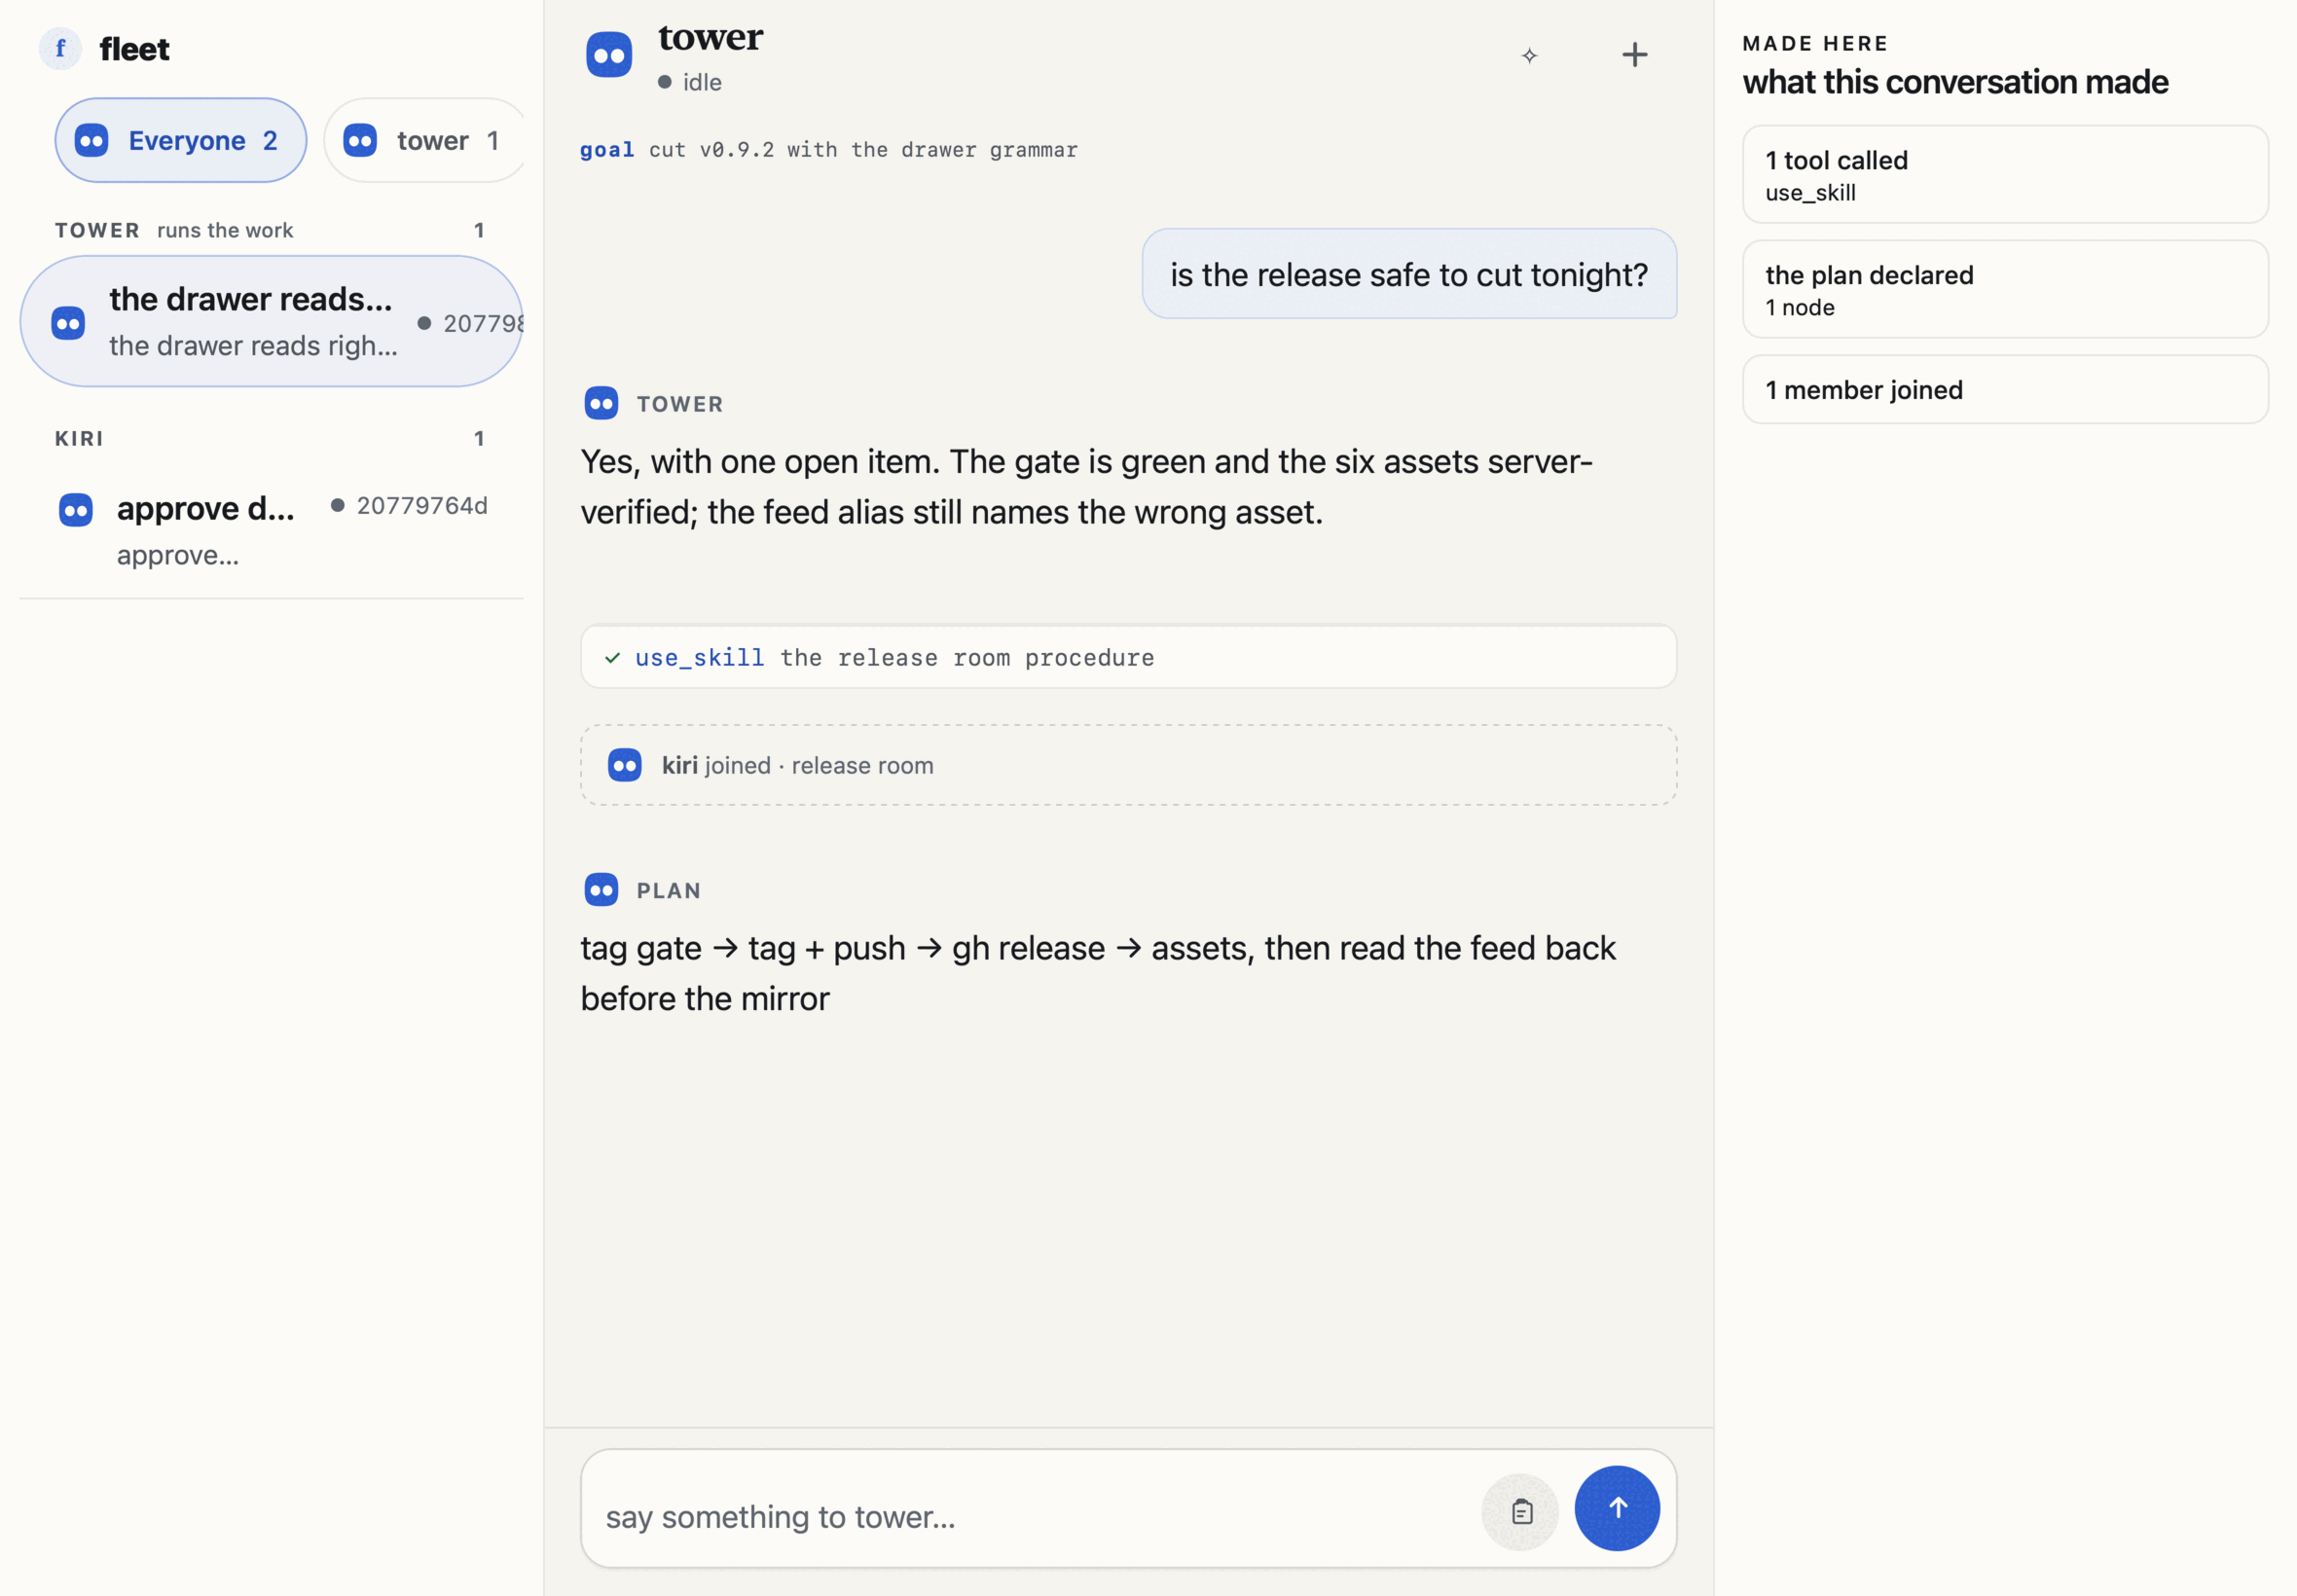 f fleet
Everyone 2
tower 1
TOWER runs the work 1
the drawer reads...
the drawer reads righ...
207798
KIRI 1
approve d...
20779764d
approve...
tower
idle
goal cut v0.9.2 with the drawer grammar
is the release safe to cut tonight?
TOWER
Yes, with one open item. The gate is green and the six assets server-
verified; the feed alias still names the wrong asset.
✓ use_skill the release room procedure
kiri joined · release room
PLAN
tag gate → tag + push → gh release → assets, then read the feed back
before the mirror
say something to tower...
MADE HERE
what this conversation made
1 tool called
use_skill
the plan declared
1 node
1 member joined